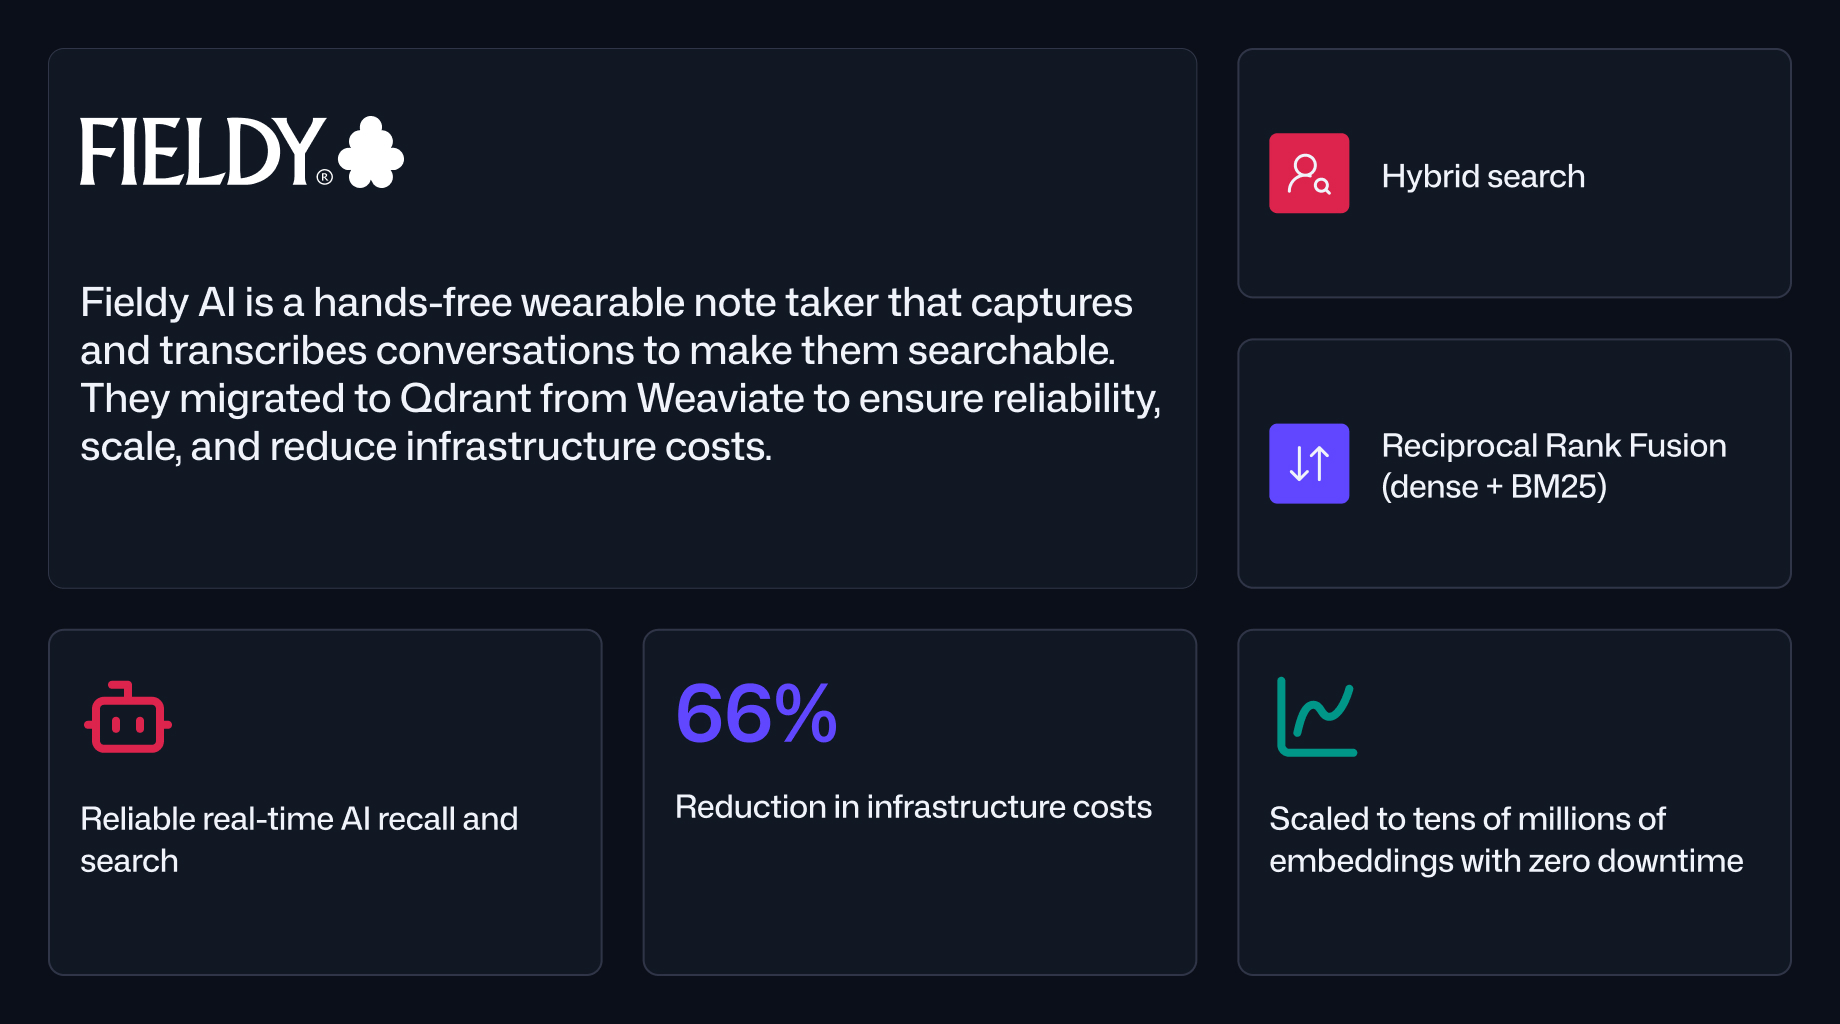 FIELDY®
Fieldy AI is a hands-free wearable note taker that captures
and transcribes conversations to make them searchable.
They migrated to Qdrant from Weaviate to ensure reliability,
scale, and reduce infrastructure costs.
Hybrid search
Reciprocal Rank Fusion
(dense + BM25)
Reliable real-time AI recall and
search
66%
Reduction in infrastructure costs
Scaled to tens of millions of
embeddings with zero downtime